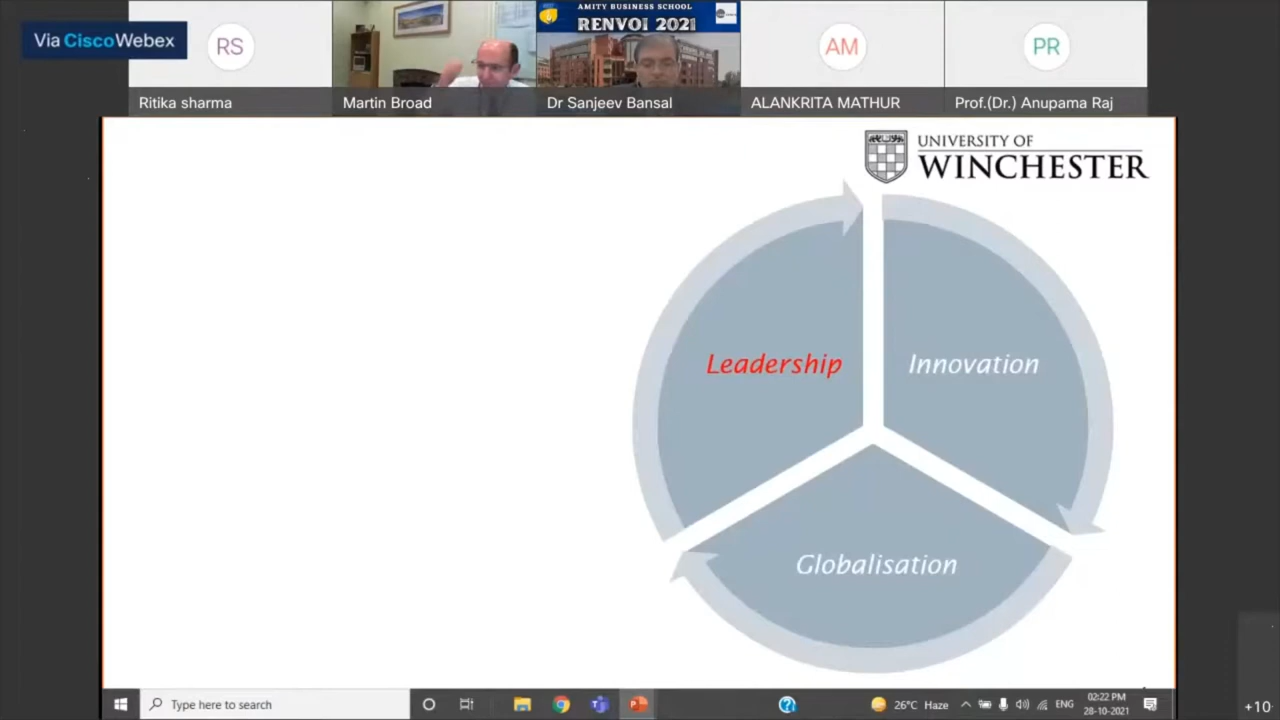 Via CiscoWebex
RS
AMITY BUSINESS SCHOOL
RENVOI 2021
AM
PR
Ritika sharma
Martin Broad
Dr Sanjeev Bansal
ALANKRITA MATHUR
Prof.(Dr.) Anupama Raj
UNIVERSITY OF
WINCHESTER
Leadership
Innovation
Globalisation
Type here to search
26°C Haze
ENG
02:22 PM
28-10-2021
+10